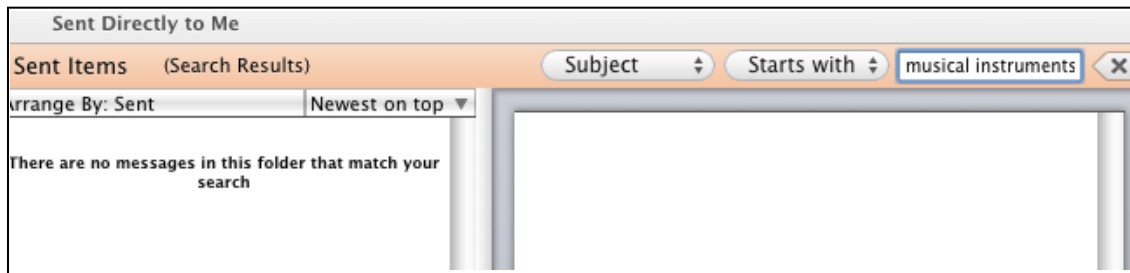 Sent Directly to Me
Sent Items (Search Results) Subject Starts with musical instruments
Arrange By: Sent Newest on top
There are no messages in this folder that match your
search